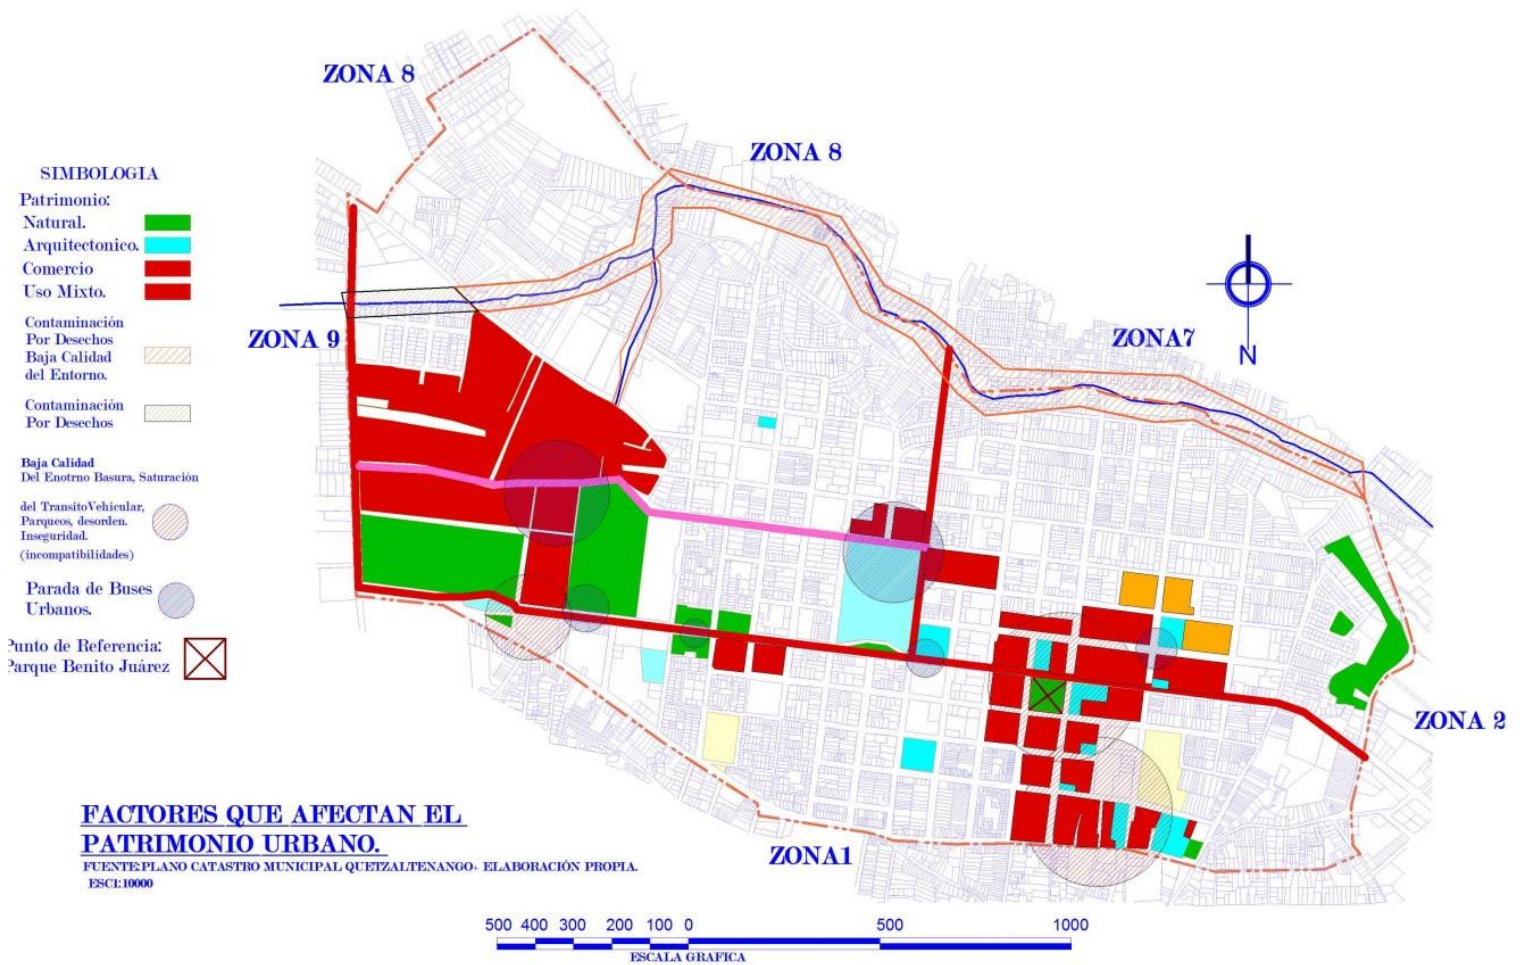 ZONA 8
ZONA 8
SIMBOLOGIA
Patrimonio:
Natural.
Arquitectonico.
Comercio
Uso Mixto.
Contaminación
Por Desechos
Baja Calidad
del Entorno.
Contaminación
Por Desechos
Baja Calidad
Del Enotrno Basura, Saturación
del TransitoVehicular,
Parqueos, desorden.
Inseguridad.
(incompatibilidades)
Parada de Buses
Urbanos.
Punto de Referencia:
Parque Benito Juárez
ZONA 9
ZONA7
N
ZONA 2
ZONA1
FACTORES QUE AFECTAN EL
PATRIMONIO URBANO.
FUENTE:PLANO CATASTRO MUNICIPAL QUETZALTENANGO+ ELABORACIÓN PROPIA.
ESC1:10000
500 400 300 200 100 0 500 1000
ESCALA GRAFICA